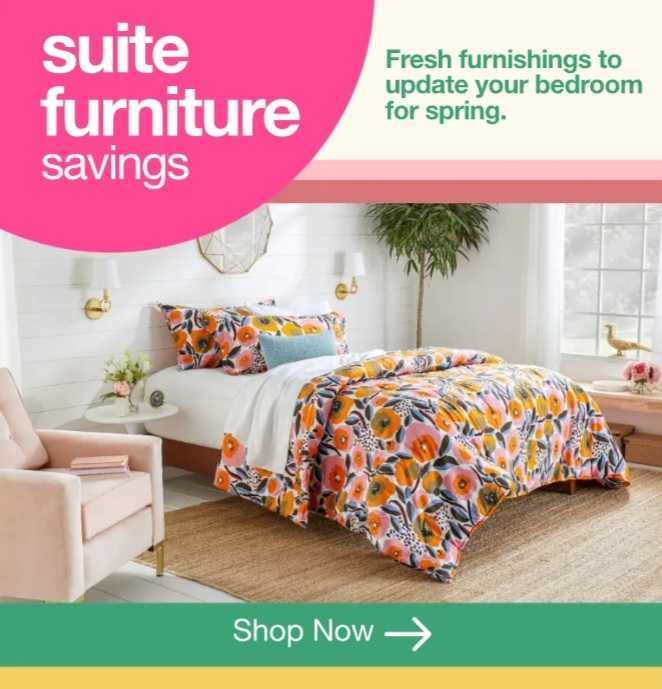 suite
furniture
savings
Fresh furnishings to
update your bedroom
for spring.
Shop Now